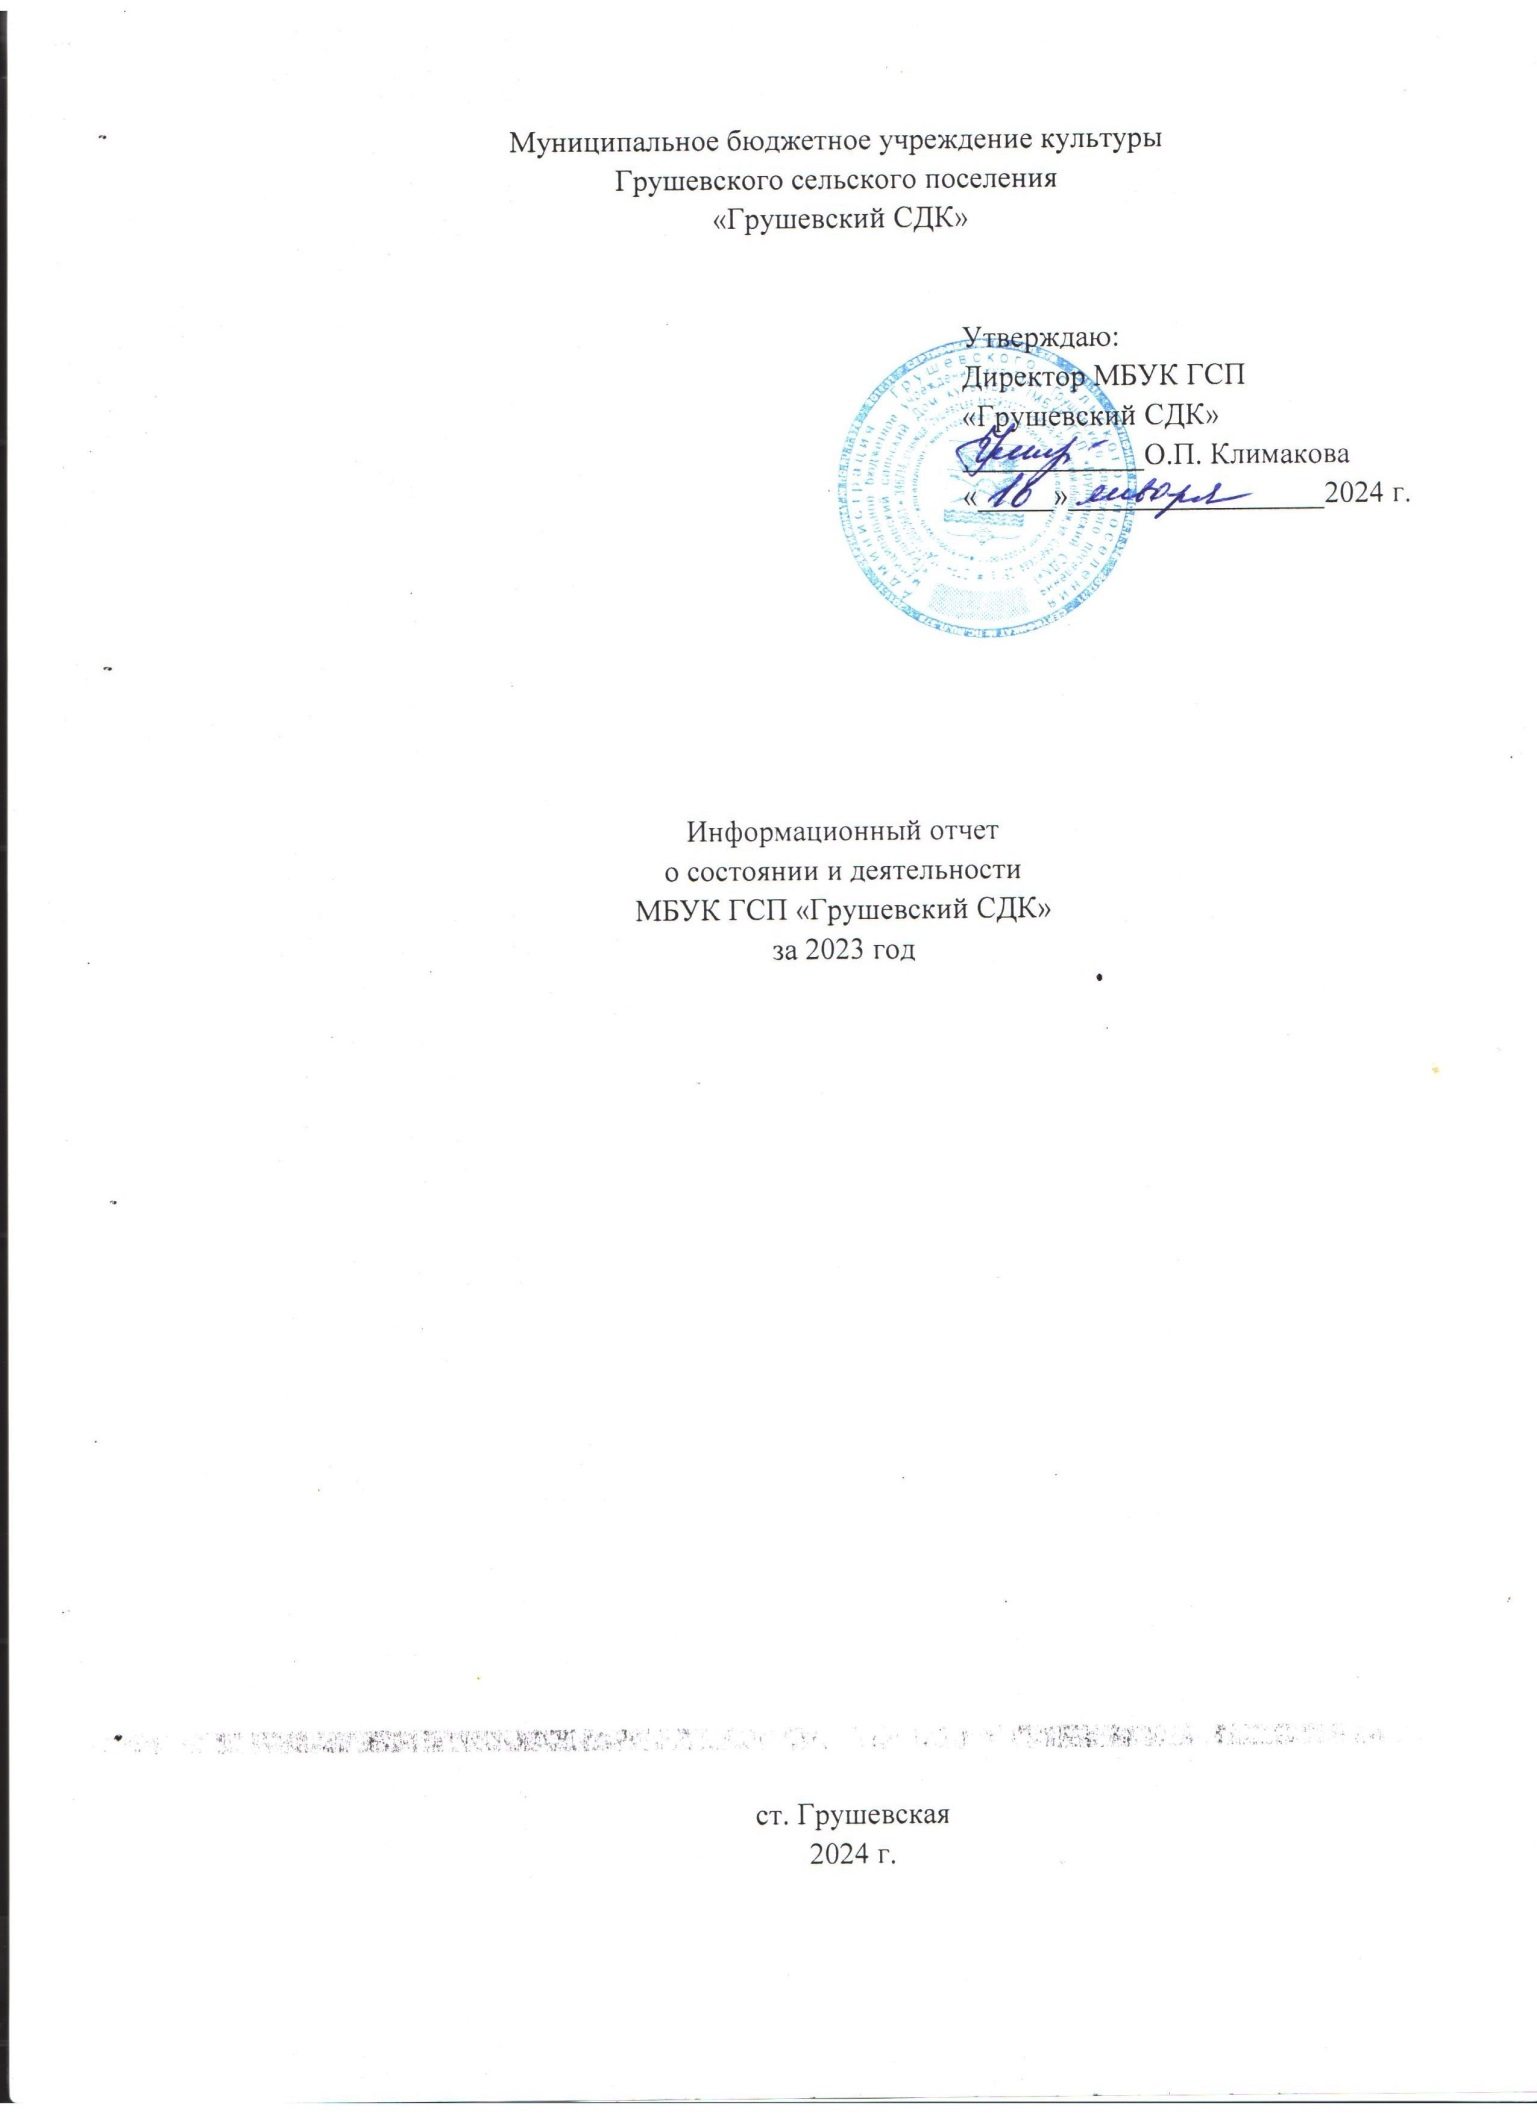 Муниципальное бюджетное учреждение культуры
Грушевского сельского поселения
«Грушевский СДК»
Утверждаю:
Директор МБУК ГСП
«Грушевский СДК»
О.П. Климакова
« 16 » января 2024 г.
Информационный отчет
о состоянии и деятельности
МБУК ГСП «Грушевский СДК»
за 2023 год
ст. Грушевская
2024 г.